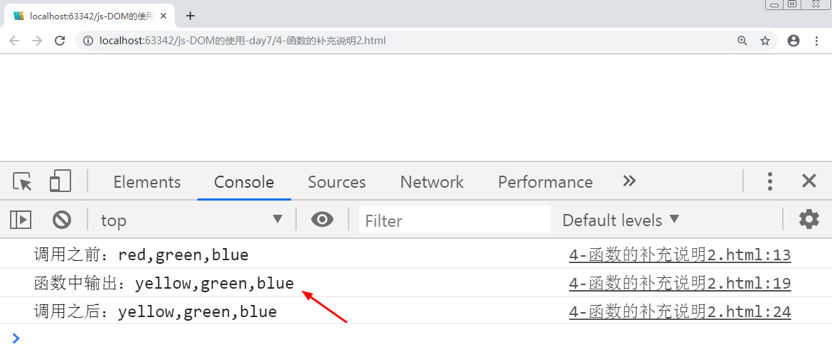 localhost:63342/js-DOM的使用
localhost:63342/js-DOM的使用-day7/4-函数的补充说明2.html
Elements Console Sources Network Performance
top Filter Default levels
调用之前：red,green,blue 4-函数的补充说明2.html:13
函数中输出：yellow,green,blue 4-函数的补充说明2.html:19
调用之后：yellow,green,blue 4-函数的补充说明2.html:24